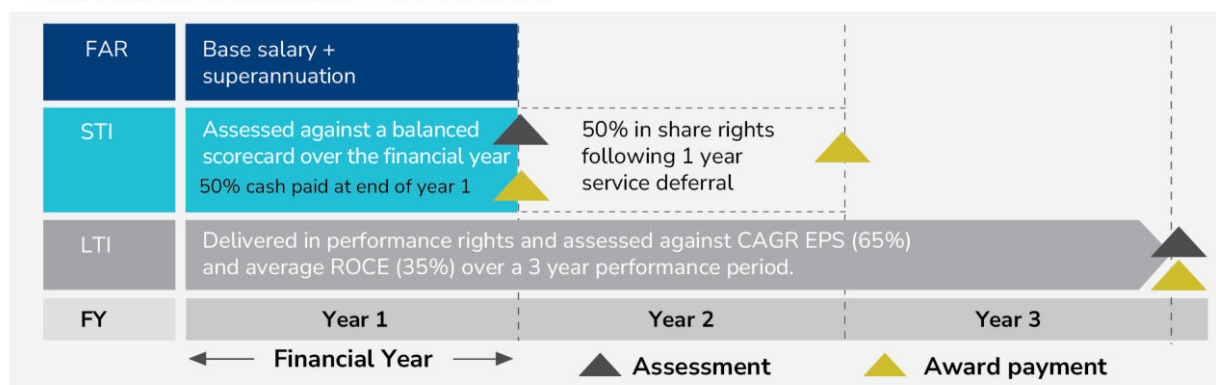 FAR
Base salary +
superannuation
STI
Assessed against a balanced
scorecard over the financial year
50% cash paid at end of year 1
50% in share rights
following 1 year
service deferral
LTI
Delivered in performance rights and assessed against CAGR EPS (65%)
and average ROCE (35%) over a 3 year performance period.
FY
Year 1
Year 2
Year 3
Financial Year
Assessment
Award payment